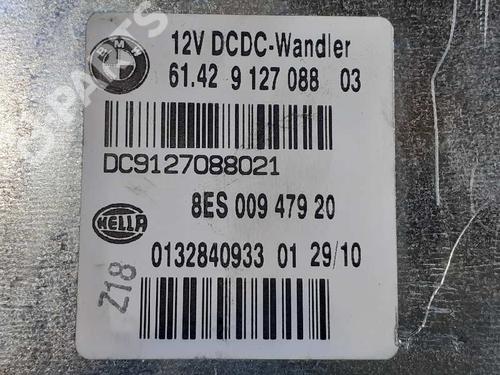 BMW
12V DCDC-Wandler
61.42 9 127 088 03
DC9127088021
8ES 009 479 20
HELLA
0132840933 01 29/10
Z18